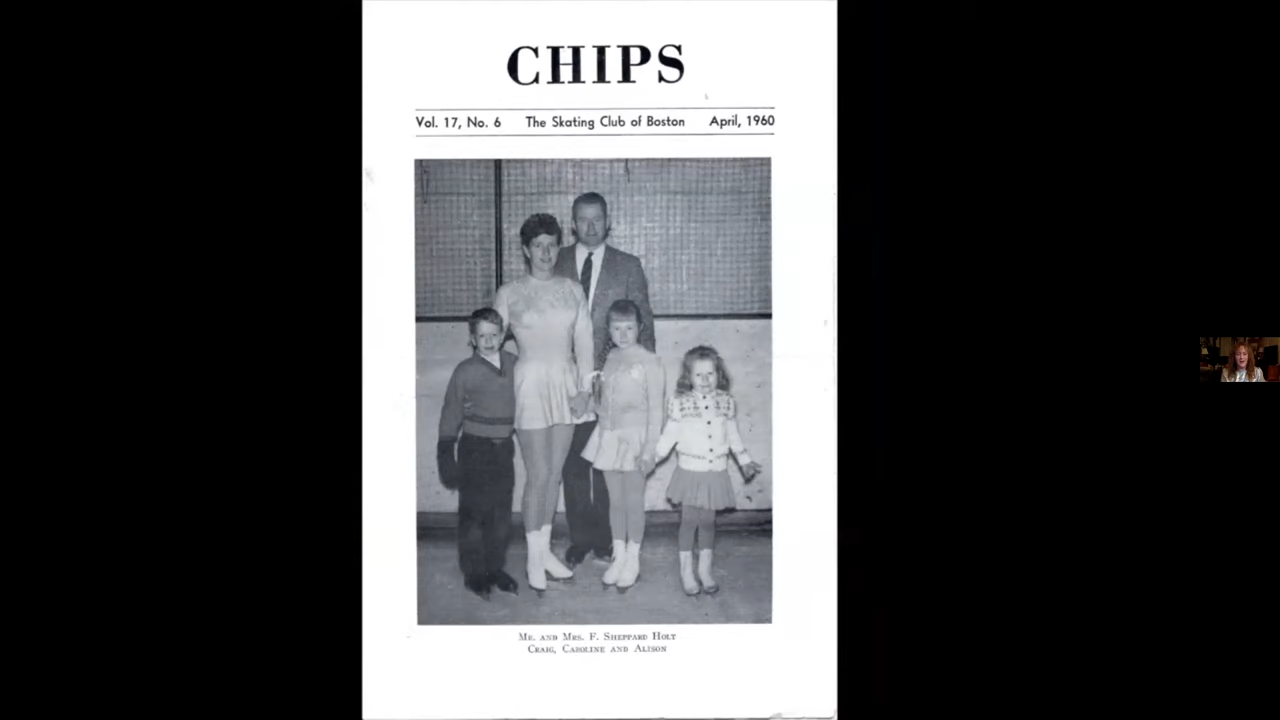 CHIPS
Vol. 17, No. 6 The Skating Club of Boston April, 1960
Mr. and Mrs. F. Sheppard Holt
Craig, Caroline and Alison